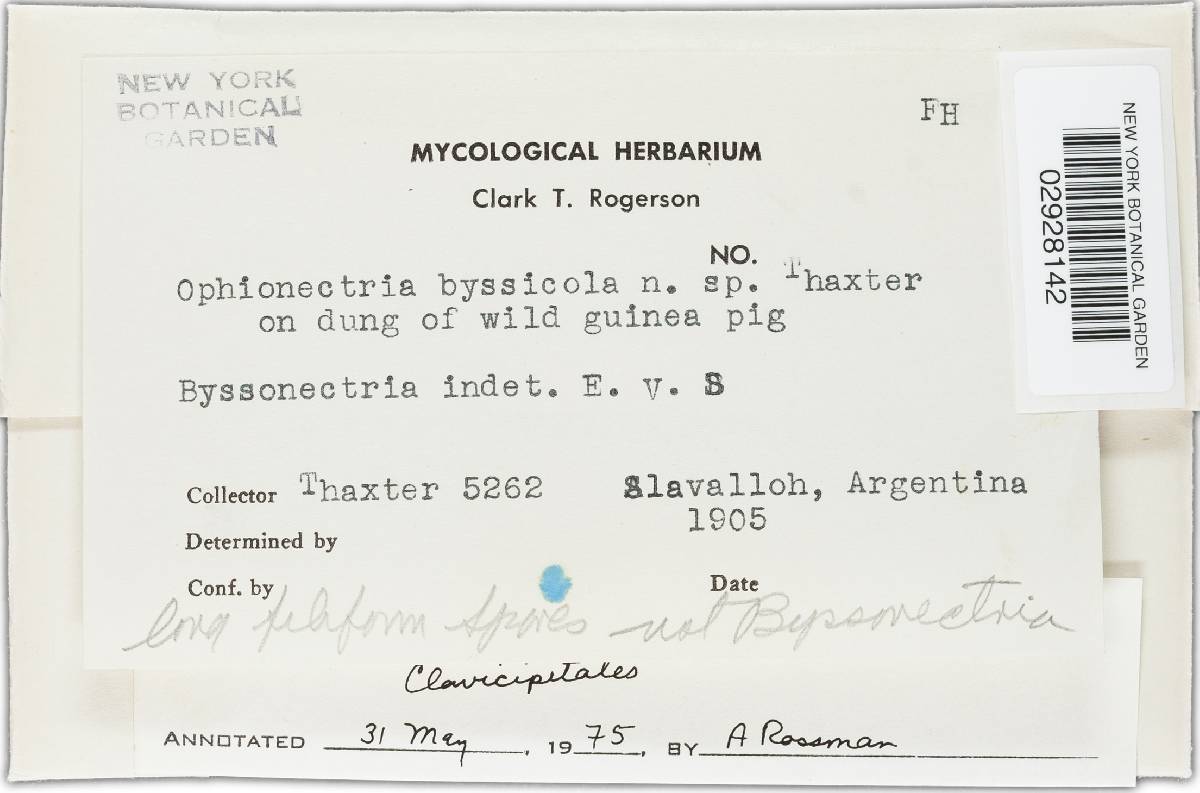 NEW YORK
BOTANICAL
GARDEN
FH
MYCOLOGICAL HERBARIUM
Clark T. Rogerson
NO.
Ophionectria byssicola n. sp. Thaxter
on dung of wild guinea pig
Byssonectria indet. E. v. S
Collector Thaxter 5262 Slavalloh, Argentina
1905
Determined by
Conf. by Date
long filiform spores not Byssonectria
Clavicipitales
ANNOTATED 31 May, 1975, BY A Rossman
NEW YORK BOTANICAL GARDEN
02928142